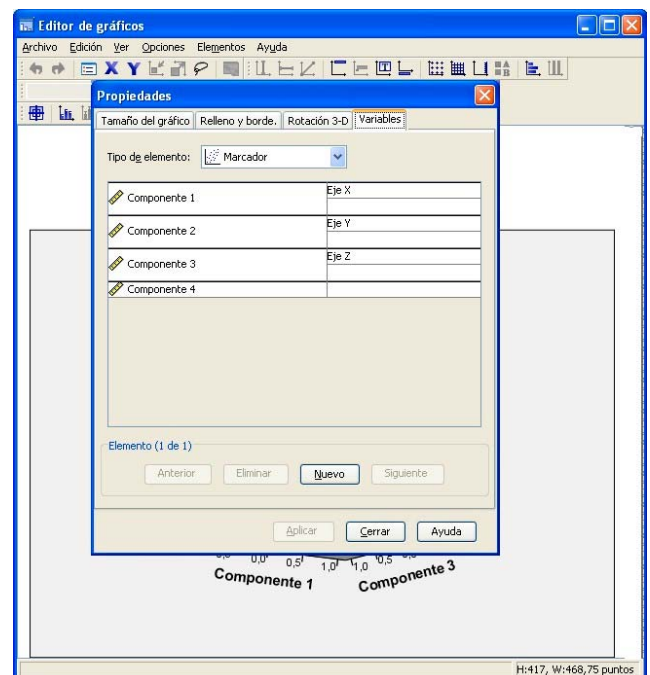 Editor de gráficos
Archivo Edición Ver Opciones Elementos Ayuda
X Y
Propiedades
Tamaño del gráfico Relleno y borde. Rotación 3-D Variables
Tipo de elemento: Marcador
Componente 1 Eje X
Componente 2 Eje Y
Componente 3 Eje Z
Componente 4
Elemento (1 de 1)
Anterior Eliminar Nuevo Siguiente
Aplicar Cerrar Ayuda
0,0 0,5 1,0 1,0 0,5
Componente 1 Componente 3
H:417, W:468,75 puntos